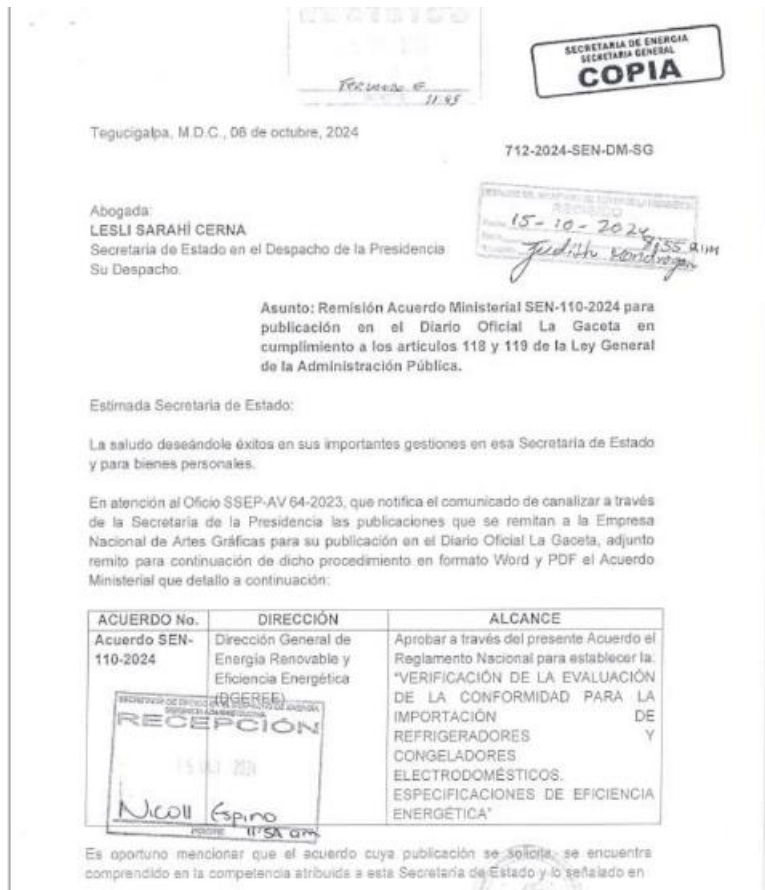 SECRETARIA DE ENERGIA
SECRETARIA GENERAL
COPIA
11:45
Tegucigalpa, M.D.C., 08 de octubre, 2024
712-2024-SEN-DM-SG
RECIBIDO
15-10-2024
8:55 a.m
Judith Mondragon
Abogada:
LESLI SARAHÍ CERNA
Secretaria de Estado en el Despacho de la Presidencia
Su Despacho.
Asunto: Remisión Acuerdo Ministerial SEN-110-2024 para
publicación en el Diario Oficial La Gaceta en
cumplimiento a los artículos 118 y 119 de la Ley General
de la Administración Pública.
Estimada Secretaria de Estado:
La saludo deseándole éxitos en sus importantes gestiones en esa Secretaría de Estado
y para bienes personales.
En atención al Oficio SSEP-AV 64-2023, que notifica el comunicado de canalizar a través
de la Secretaría de la Presidencia las publicaciones que se remitan a la Empresa
Nacional de Artes Gráficas para su publicación en el Diario Oficial La Gaceta, adjunto
remito para continuación de dicho procedimiento en formato Word y PDF el Acuerdo
Ministerial que detallo a continuación:
ACUERDO No. DIRECCIÓN ALCANCE
Acuerdo SEN-
110-2024
Dirección General de
Energía Renovable y
Eficiencia Energética
(DGEREE)
Aprobar a través del presente Acuerdo el
Reglamento Nacional para establecer la:
"VERIFICACIÓN DE LA EVALUACIÓN
DE LA CONFORMIDAD PARA LA
IMPORTACIÓN DE
REFRIGERADORES Y
CONGELADORES
ELECTRODOMÉSTICOS.
ESPECIFICACIONES DE EFICIENCIA
ENERGÉTICA"
RECEPCIÓN
Nicoll Espino
11:54 am
Es oportuno mencionar que el acuerdo cuya publicación se solicita, se encuentra
comprendido en la competencia atribuida a esta Secretaría de Estado y lo señalado en